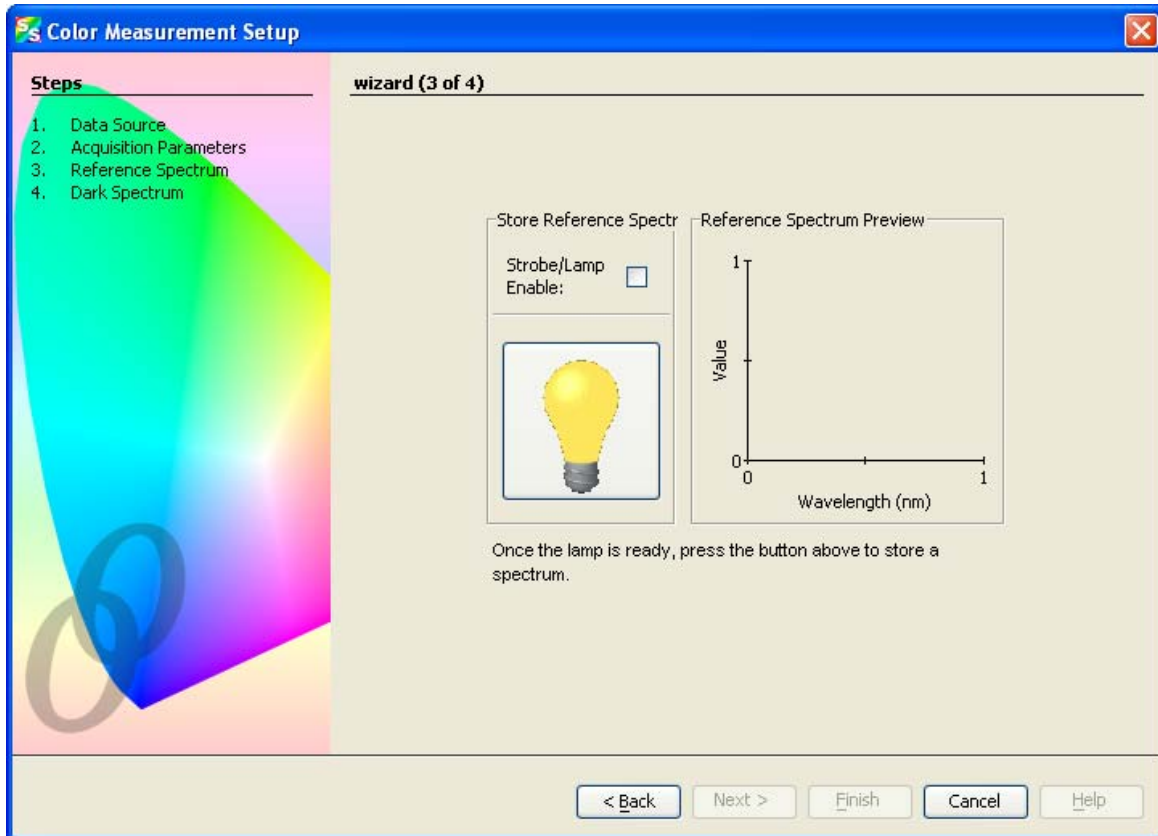 Color Measurement Setup
Steps
1. Data Source
2. Acquisition Parameters
3. Reference Spectrum
4. Dark Spectrum
wizard (3 of 4)
Store Reference Spectr
Strobe/Lamp
Enable:
Reference Spectrum Preview
1
Value
0
0
1
Wavelength (nm)
Once the lamp is ready, press the button above to store a
spectrum.
< Back
Next >
Finish
Cancel
Help